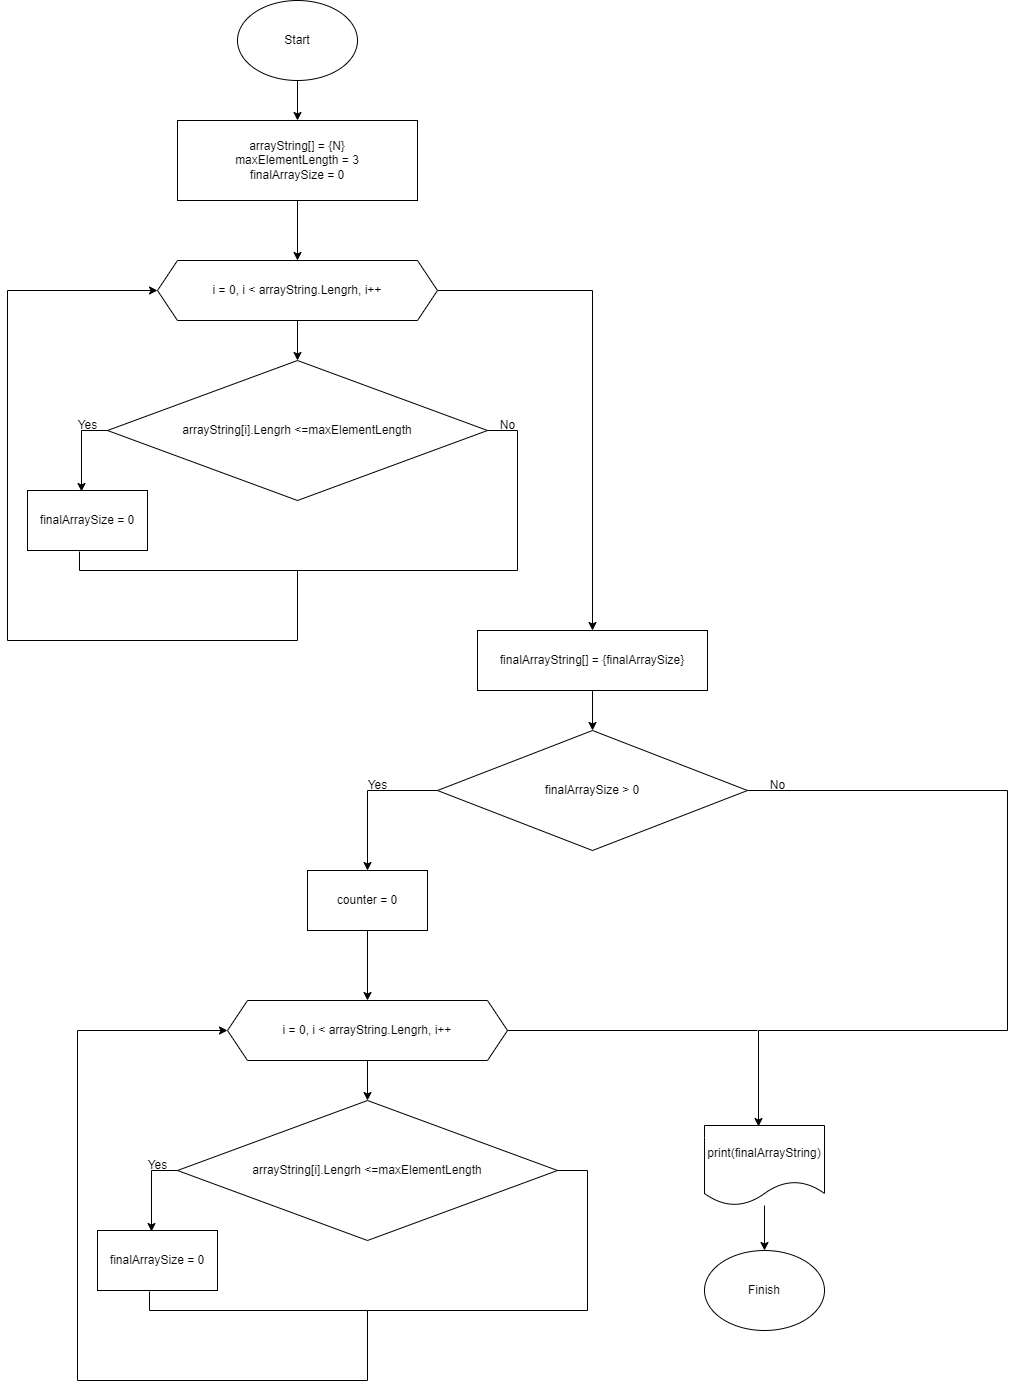 Start
arrayString[] = {N}
maxElementLength = 3
finalArraySize = 0
i = 0, i < arrayString.Lengrh, i++
arrayString[i].Lengrh <=maxElementLength
Yes
No
finalArraySize = 0
finalArrayString[] = {finalArraySize}
finalArraySize > 0
Yes
No
counter = 0
i = 0, i < arrayString.Lengrh, i++
arrayString[i].Lengrh <=maxElementLength
Yes
finalArraySize = 0
print(finalArrayString)
Finish